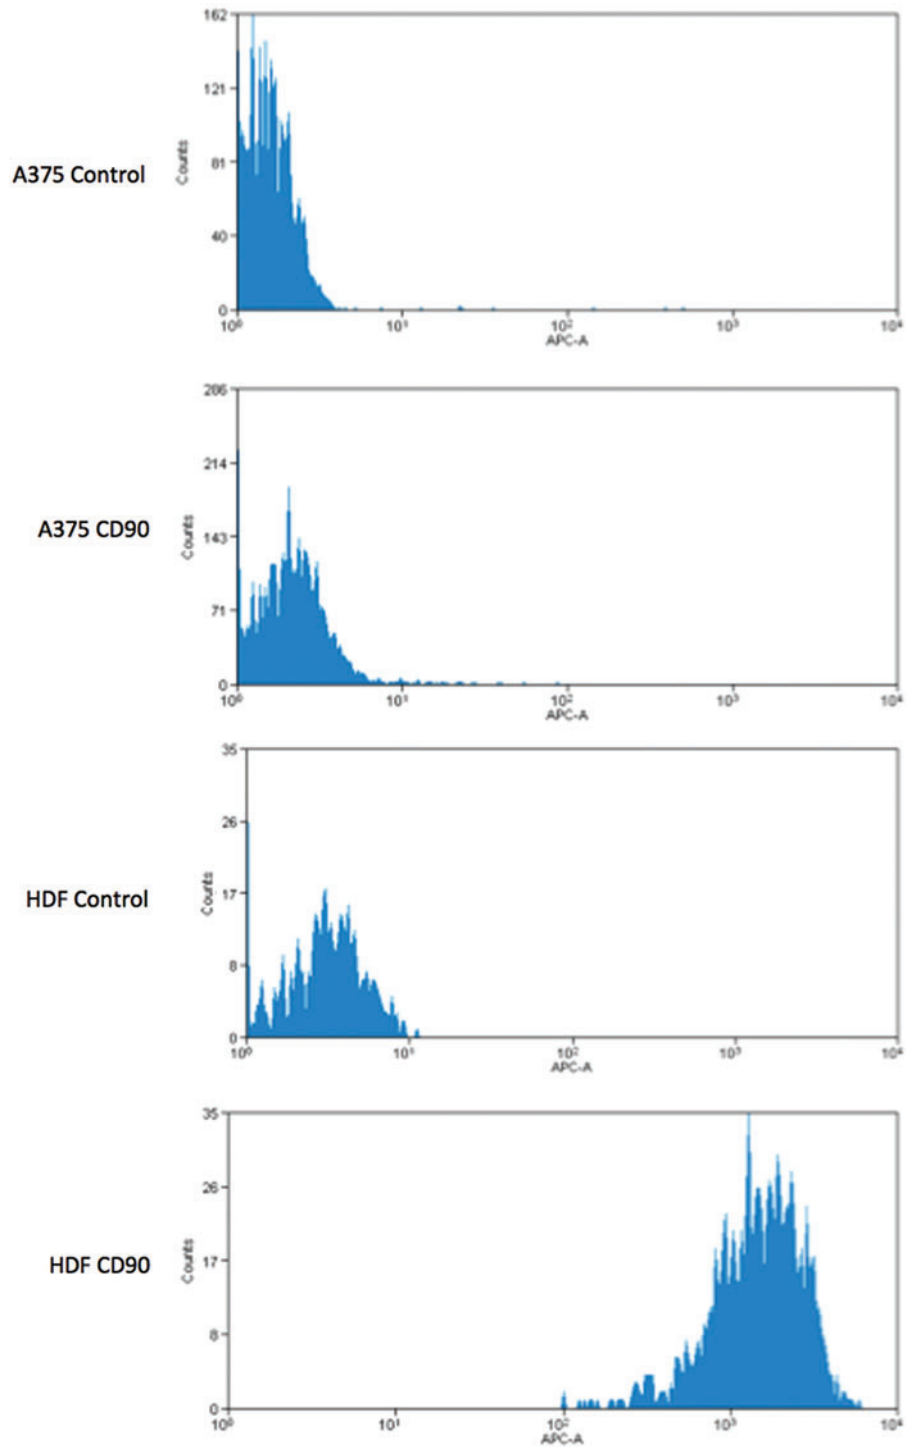 162
121
A375 Control
Counts
81
40
0
10⁰ 10¹ 10² 10³ 10⁴
APC-A
286
214
A375 CD90
Counts
143
71
0
10⁰ 10¹ 10² 10³ 10⁴
APC-A
35
26
HDF Control
Counts
17
8
0
10⁰ 10¹ 10² 10³ 10⁴
APC-A
35
26
HDF CD90
Counts
17
8
0
10⁰ 10¹ 10² 10³ 10⁴
APC-A